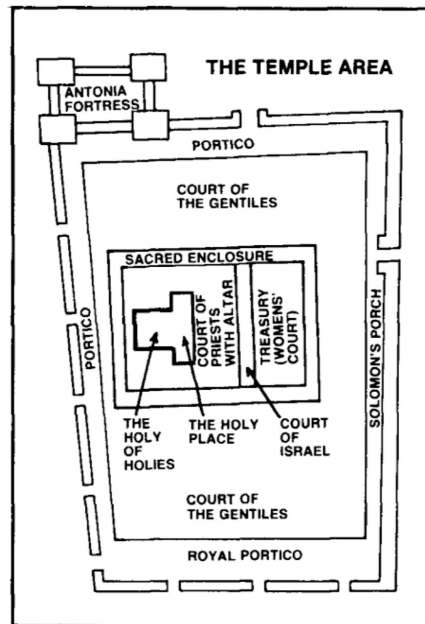 THE TEMPLE AREA
ANTONIA
FORTRESS
PORTICO
COURT OF
THE GENTILES
SACRED ENCLOSURE
COURT OF
PRIESTS
WITH ALTAR
TREASURY
(WOMENS'
COURT)
PORTICO
SOLOMON'S PORCH
THE
HOLY
OF
HOLIES
THE HOLY
PLACE
COURT
OF
ISRAEL
COURT OF
THE GENTILES
ROYAL PORTICO